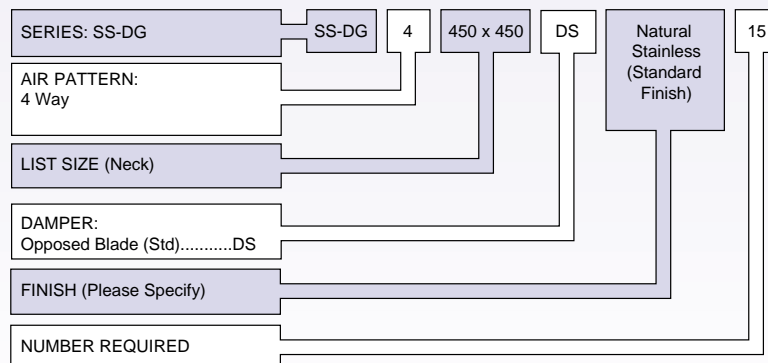 SERIES: SS-DG
SS-DG
4
450 x 450
DS
Natural
Stainless
(Standard
Finish)
15
AIR PATTERN:
4 Way
LIST SIZE (Neck)
DAMPER:
Opposed Blade (Std)...........DS
FINISH (Please Specify)
NUMBER REQUIRED